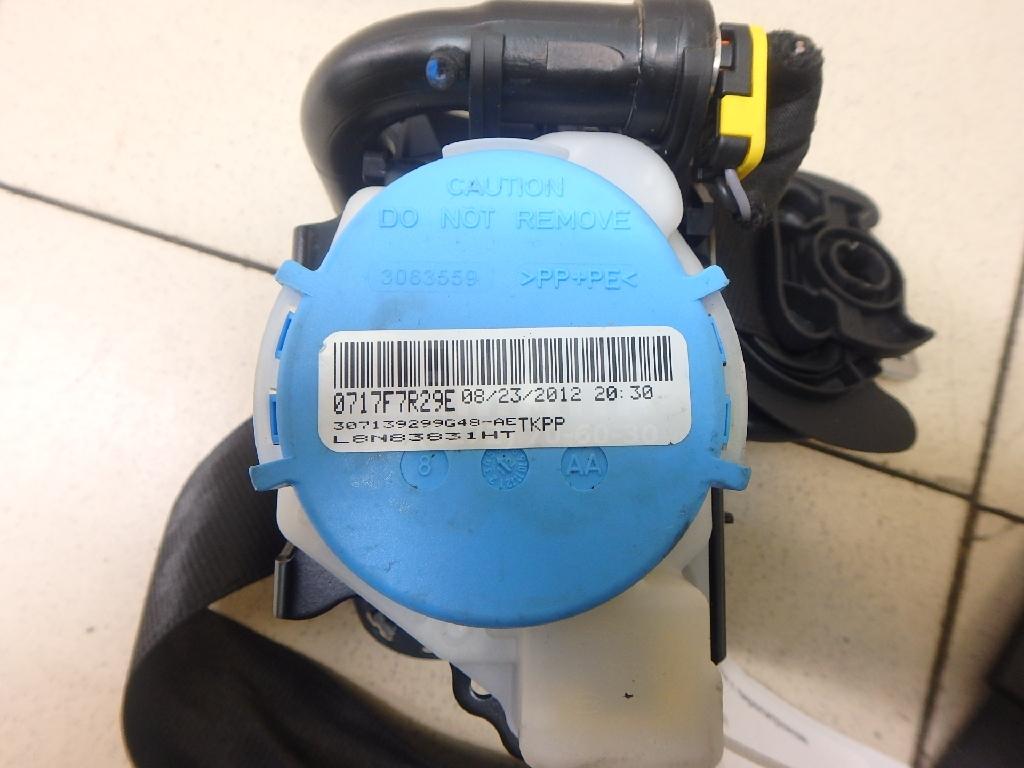 CAUTION
DO NOT REMOVE
3063559 >PP+PE<
0717F7R29E 08/23/2012 20:30
307139299G48-AETKPP
L8N83831HT
8 AA